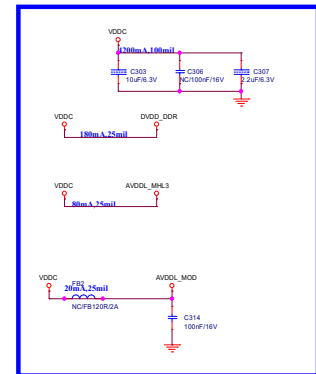 VDDC
4200mA,100mil
C303 C306 C307
10uF/6.3V NC/100nF/16V 2.2uF/6.3V
VDDC DVDD_DDR
180mA,25mil
VDDC AVDDL_MHL3
80mA,25mil
VDDC FB2 AVDDL_MOD
20mA,25mil
NC/FB120R/2A
C314
100nF/16V